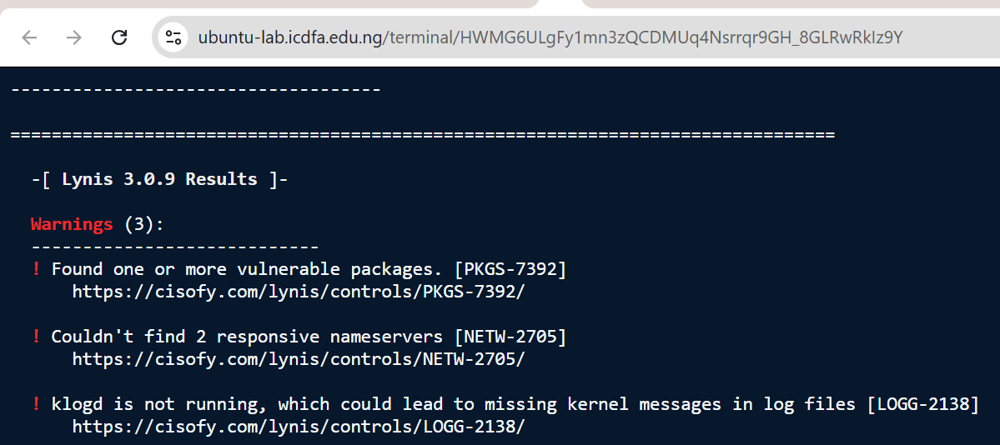 ubuntu-lab.icdfa.edu.ng/terminal/HWMG6ULgFy1mn3zQCDMUq4Nsrrqr9GH_8GLRwRkIz9Y
------------------------------------
================================================================================
-[ Lynis 3.0.9 Results ]-
Warnings (3):
----------------------------
! Found one or more vulnerable packages. [PKGS-7392]
https://cisofy.com/lynis/controls/PKGS-7392/
! Couldn't find 2 responsive nameservers [NETW-2705]
https://cisofy.com/lynis/controls/NETW-2705/
! klogd is not running, which could lead to missing kernel messages in log files [LOGG-2138]
https://cisofy.com/lynis/controls/LOGG-2138/